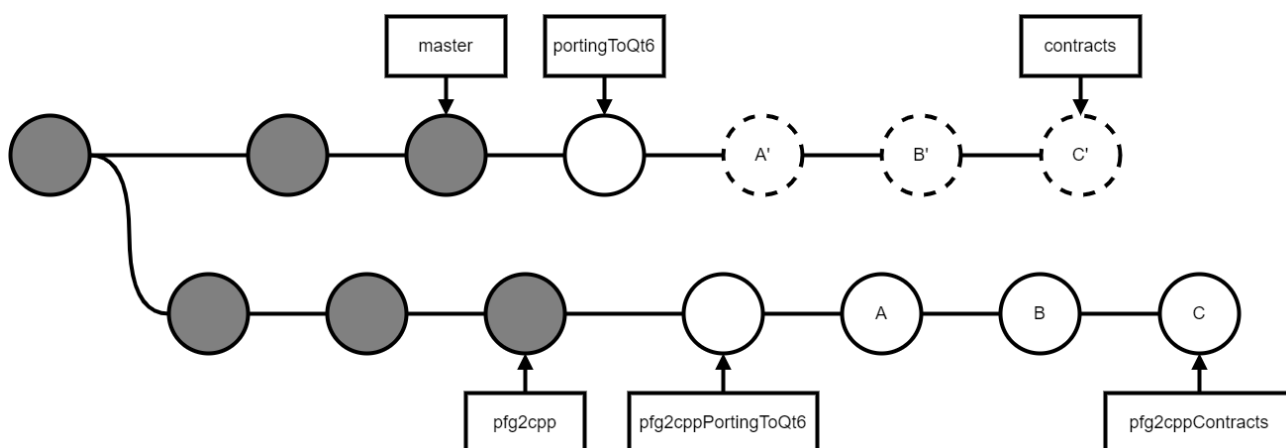 master
portingToQt6
contracts
A'
B'
C'
A
B
C
pfg2cpp
pfg2cppPortingToQt6
pfg2cppContracts